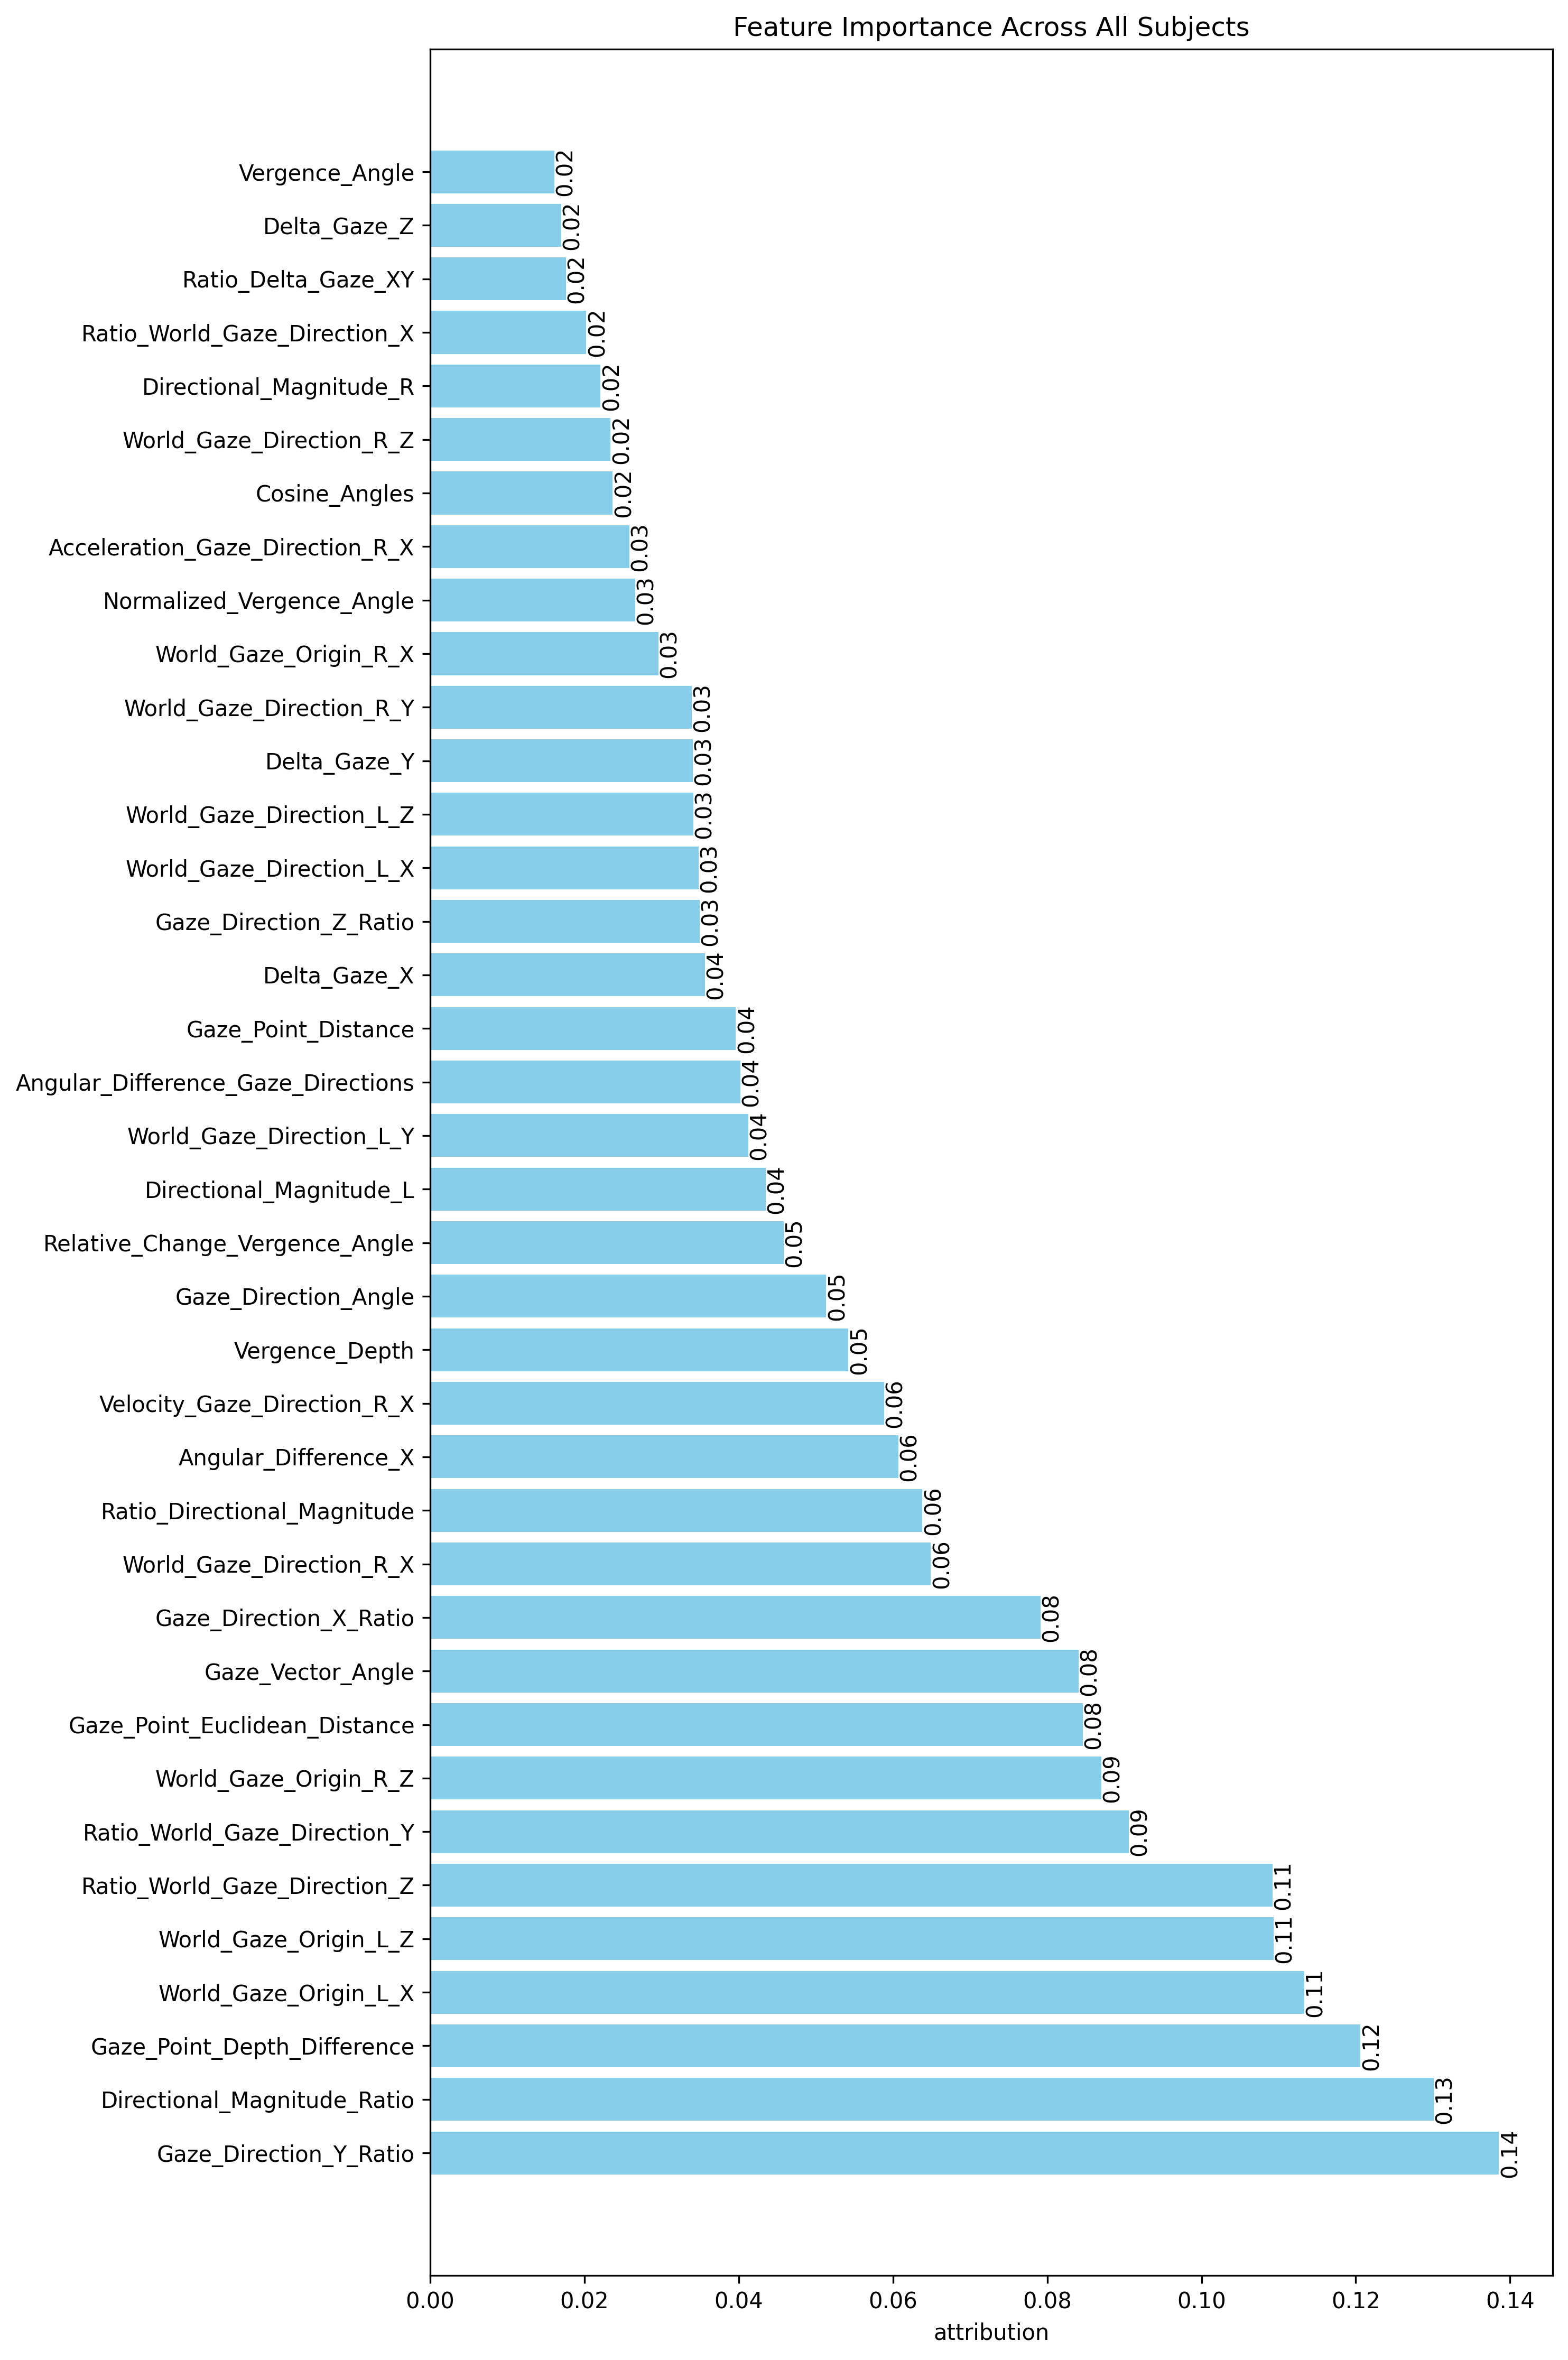 Feature Importance Across All Subjects
Vergence_Angle 0.02
Delta_Gaze_Z 0.02
Ratio_Delta_Gaze_XY 0.02
Ratio_World_Gaze_Direction_X 0.02
Directional_Magnitude_R 0.02
World_Gaze_Direction_R_Z 0.02
Cosine_Angles 0.02
Acceleration_Gaze_Direction_R_X 0.03
Normalized_Vergence_Angle 0.03
World_Gaze_Origin_R_X 0.03
World_Gaze_Direction_R_Y 0.03
Delta_Gaze_Y 0.03
World_Gaze_Direction_L_Z 0.03
World_Gaze_Direction_L_X 0.03
Gaze_Direction_Z_Ratio 0.03
Delta_Gaze_X 0.04
Gaze_Point_Distance 0.04
Angular_Difference_Gaze_Directions 0.04
World_Gaze_Direction_L_Y 0.04
Directional_Magnitude_L 0.04
Relative_Change_Vergence_Angle 0.05
Gaze_Direction_Angle 0.05
Vergence_Depth 0.05
Velocity_Gaze_Direction_R_X 0.06
Angular_Difference_X 0.06
Ratio_Directional_Magnitude 0.06
World_Gaze_Direction_R_X 0.06
Gaze_Direction_X_Ratio 0.08
Gaze_Vector_Angle 0.08
Gaze_Point_Euclidean_Distance 0.08
World_Gaze_Origin_R_Z 0.09
Ratio_World_Gaze_Direction_Y 0.09
Ratio_World_Gaze_Direction_Z 0.11
World_Gaze_Origin_L_Z 0.11
World_Gaze_Origin_L_X 0.11
Gaze_Point_Depth_Difference 0.12
Directional_Magnitude_Ratio 0.13
Gaze_Direction_Y_Ratio 0.14
0.00 0.02 0.04 0.06 0.08 0.10 0.12 0.14
attribution